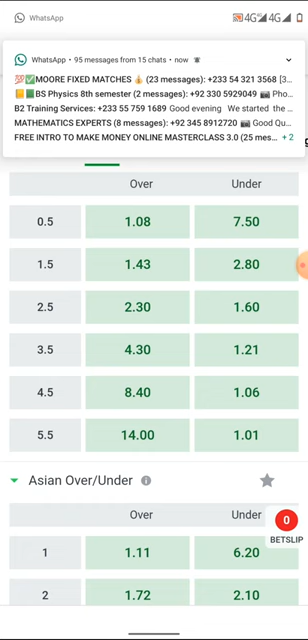 WhatsApp
4G 4G
WhatsApp • 95 messages from 15 chats • now
💯✅MOORE FIXED MATCHES 👍 (23 messages): +233 54 321 3568 [3...
📒📗BS Physics 8th semester (2 messages): +92 330 5929049 📷 Pho...
B2 Training Services: +233 55 759 1689 Good evening We started the ...
MATHEMATICS EXPERTS (8 messages): +92 345 8912720 📷 Good Qu...
FREE INTRO TO MAKE MONEY ONLINE MASTERCLASS 3.0 (25 mes... + 2
Over Under
0.5 1.08 7.50
1.5 1.43 2.80
2.5 2.30 1.60
3.5 4.30 1.21
4.5 8.40 1.06
5.5 14.00 1.01
Asian Over/Under
Over Under
0
BETSLIP
1 1.11 6.20
2 1.72 2.10